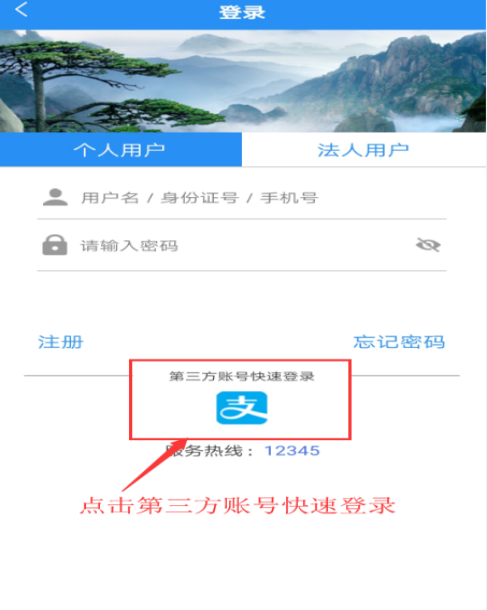 登录
个人用户
法人用户
用户名 / 身份证号 / 手机号
请输入密码
注册
忘记密码
第三方账号快速登录
支
服务热线：12345
点击第三方账号快速登录